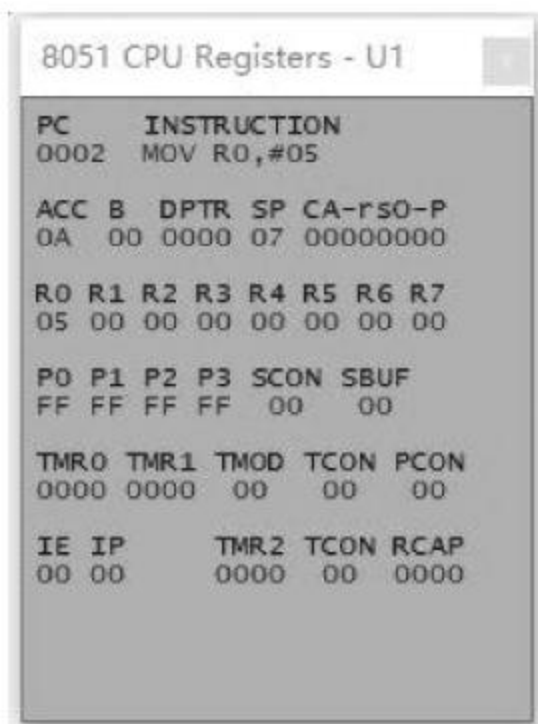 8051 CPU Registers - U1
PC INSTRUCTION
0002 MOV R0,#05
ACC B DPTR SP CA-rs0-P
0A 00 0000 07 00000000
R0 R1 R2 R3 R4 R5 R6 R7
05 00 00 00 00 00 00 00
P0 P1 P2 P3 SCON SBUF
FF FF FF FF 00 00
TMR0 TMR1 TMOD TCON PCON
0000 0000 00 00 00
IE IP TMR2 TCON RCAP
00 00 0000 00 0000